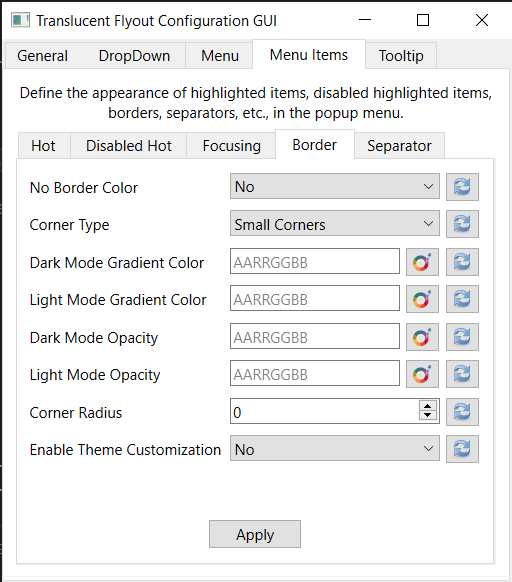 Translucent Flyout Configuration GUI
General DropDown Menu Menu Items Tooltip
Define the appearance of highlighted items, disabled highlighted items,
borders, separators, etc., in the popup menu.
Hot Disabled Hot Focusing Border Separator
No Border Color No
Corner Type Small Corners
Dark Mode Gradient Color AARRGGBB
Light Mode Gradient Color AARRGGBB
Dark Mode Opacity AARRGGBB
Light Mode Opacity AARRGGBB
Corner Radius 0
Enable Theme Customization No
Apply